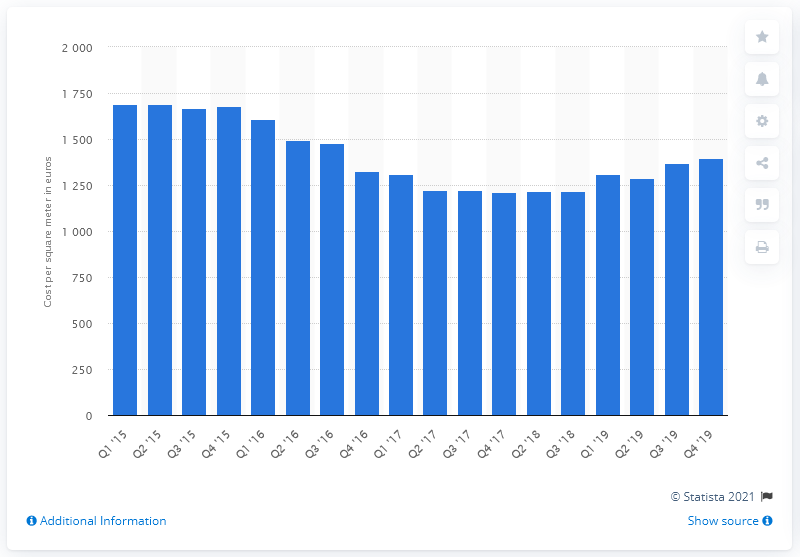 2 000
1 750
1 500
1 250
1 000
750
500
250
0
Cost per square meter in euros
Q1 '15
Q2 '15
Q3 '15
Q4 '15
Q1 '16
Q2 '16
Q3 '16
Q4 '16
Q1 '17
Q2 '17
Q3 '17
Q4 '17
Q2 '18
Q3 '18
Q1 '19
Q2 '19
Q3 '19
Q4 '19
© Statista 2021
Additional Information
Show source